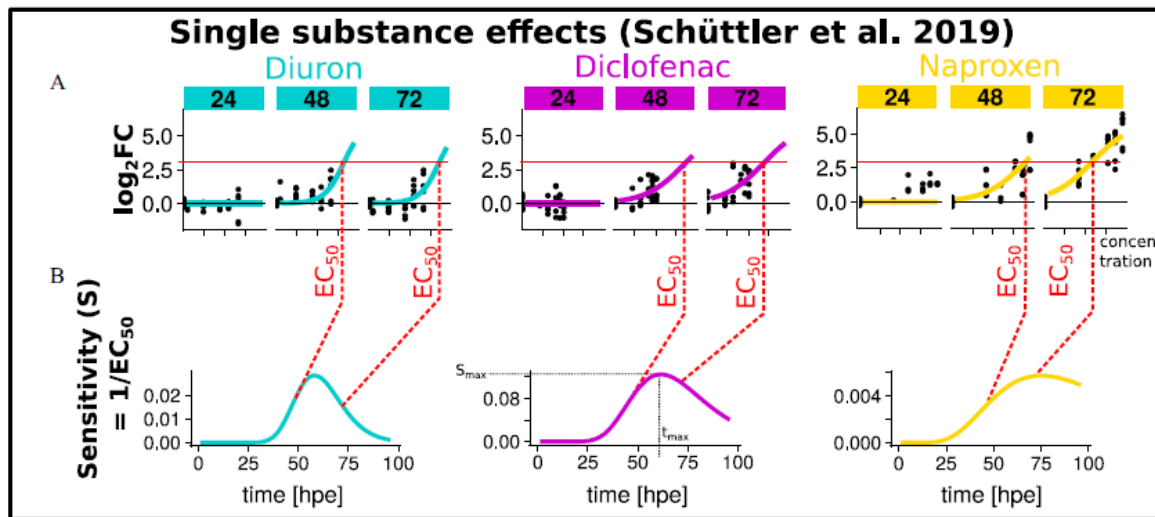 Single substance effects (Schüttler et al. 2019)
A
Diuron Diclofenac Naproxen
24 48 72 24 48 72 24 48 72
log₂FC
5.0 5.0 5.0
2.5 2.5 2.5
0.0 0.0 0.0
concen
tration
EC₅₀ EC₅₀ EC₅₀ EC₅₀ EC₅₀ EC₅₀
B
Sensitivity (S)
= 1/EC₅₀
0.02
0.01
0.00
0 25 50 75 100
time [hpe]
Smax
0.08
0.00
tmax
0 25 50 75 100
time [hpe]
0.004
0.000
0 25 50 75 100
time [hpe]